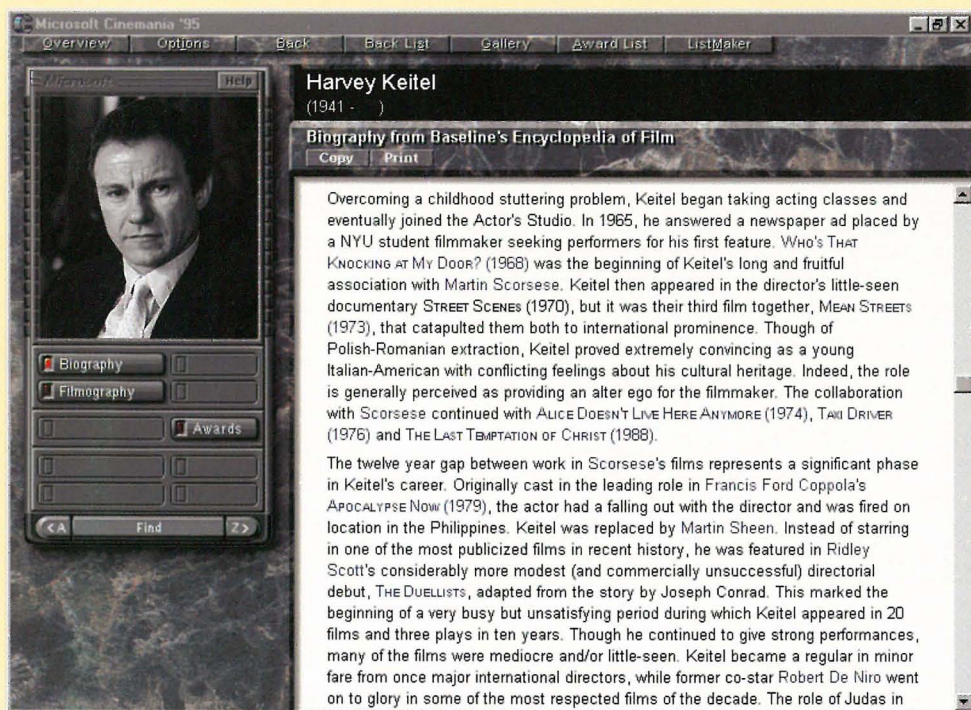 Microsoft Cinemania '95
Overview Options Back Back List Gallery Award List ListMaker
Microsoft Help
Harvey Keitel
(1941 - )
Biography from Baseline's Encyclopedia of Film
Copy Print
Overcoming a childhood stuttering problem, Keitel began taking acting classes and
eventually joined the Actor's Studio. In 1965, he answered a newspaper ad placed by
a NYU student filmmaker seeking performers for his first feature. WHO'S THAT
KNOCKING AT MY DOOR? (1968) was the beginning of Keitel's long and fruitful
association with Martin Scorsese. Keitel then appeared in the director's little-seen
documentary STREET SCENES (1970), but it was their third film together, MEAN STREETS
(1973), that catapulted them both to international prominence. Though of
Polish-Romanian extraction, Keitel proved extremely convincing as a young
Italian-American with conflicting feelings about his cultural heritage. Indeed, the role
is generally perceived as providing an alter ego for the filmmaker. The collaboration
with Scorsese continued with ALICE DOESN'T LIVE HERE ANYMORE (1974), TAXI DRIVER
(1976) and THE LAST TEMPTATION OF CHRIST (1988).
The twelve year gap between work in Scorsese's films represents a significant phase
in Keitel's career. Originally cast in the leading role in Francis Ford Coppola's
APOCALYPSE NOW (1979), the actor had a falling out with the director and was fired on
location in the Philippines. Keitel was replaced by Martin Sheen. Instead of starring
in one of the most publicized films in recent history, he was featured in Ridley
Scott's considerably more modest (and commercially unsuccessful) directorial
debut, THE DUELLISTS, adapted from the story by Joseph Conrad. This marked the
beginning of a very busy but unsatisfying period during which Keitel appeared in 20
films and three plays in ten years. Though he continued to give strong performances,
many of the films were mediocre and/or little-seen. Keitel became a regular in minor
fare from once major international directors, while former co-star Robert De Niro went
on to glory in some of the most respected films of the decade. The role of Judas in
Biography
Filmography
Awards
<A Find Z>